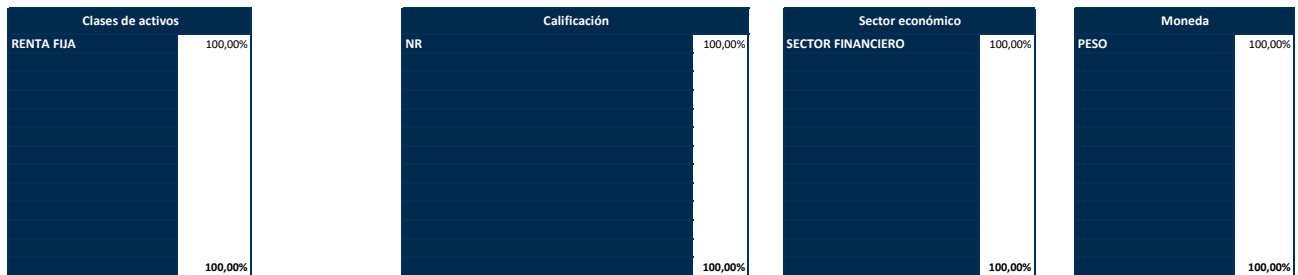 Clases de activos
RENTA FIJA 100,00%
100,00%
Calificación
NR 100,00%
100,00%
Sector económico
SECTOR FINANCIERO 100,00%
100,00%
Moneda
PESO 100,00%
100,00%